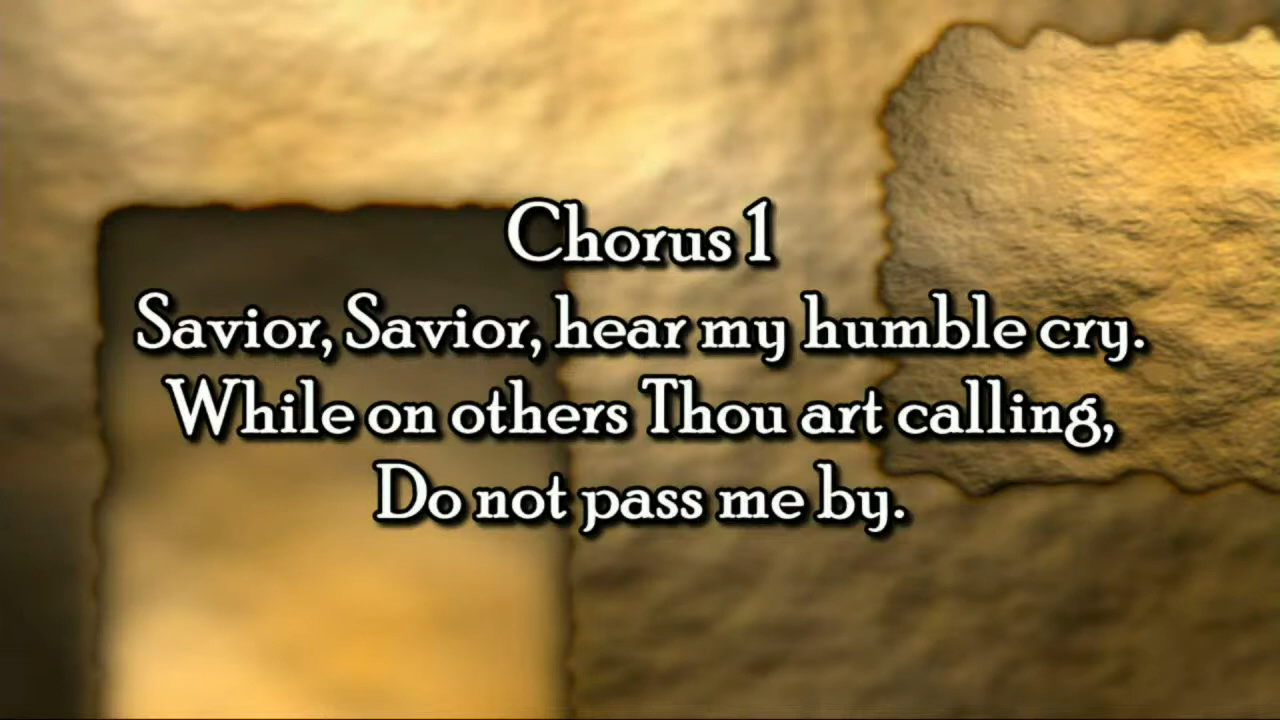 Chorus 1
Savior, Savior, hear my humble cry.
While on others Thou art calling,
Do not pass me by.